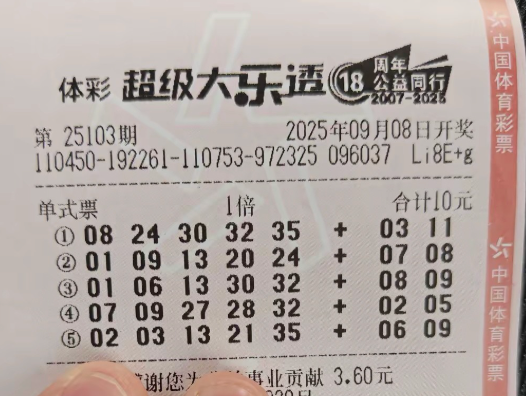 体彩 超级大乐透 18 周年 公益同行 2007-2025
第 25103期 2025年09月08日开奖
110450-192261-110753-972325 096037 Li8E+g
单式票 1倍 合计10元
① 08 24 30 32 35 + 03 11
② 01 09 13 20 24 + 07 08
③ 01 06 13 30 32 + 08 09
④ 07 09 27 28 32 + 02 05
⑤ 02 03 13 21 35 + 06 09
谢您为 事业贡献 3.60元
中国体育彩票
中国体育彩票